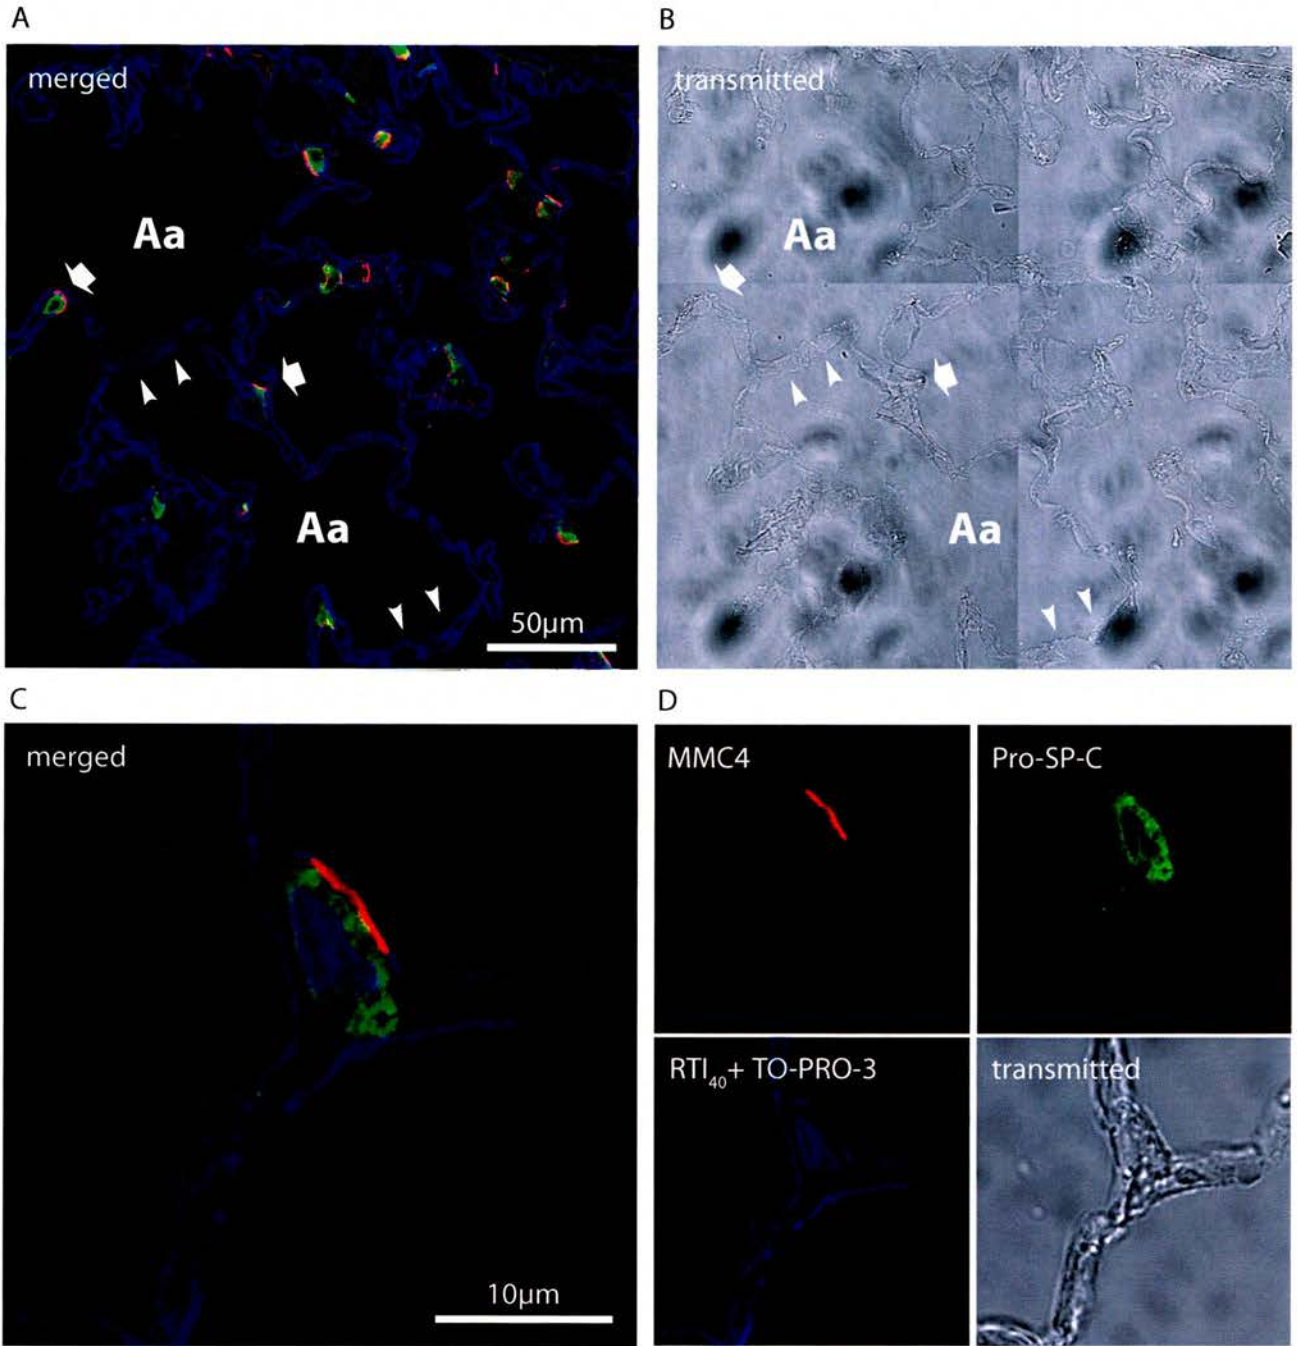 A
B
merged
transmitted
Aa
Aa
Aa
Aa
50µm
C
D
merged
MMC4
Pro-SP-C
RTI₄₀+ TO-PRO-3
transmitted
10µm